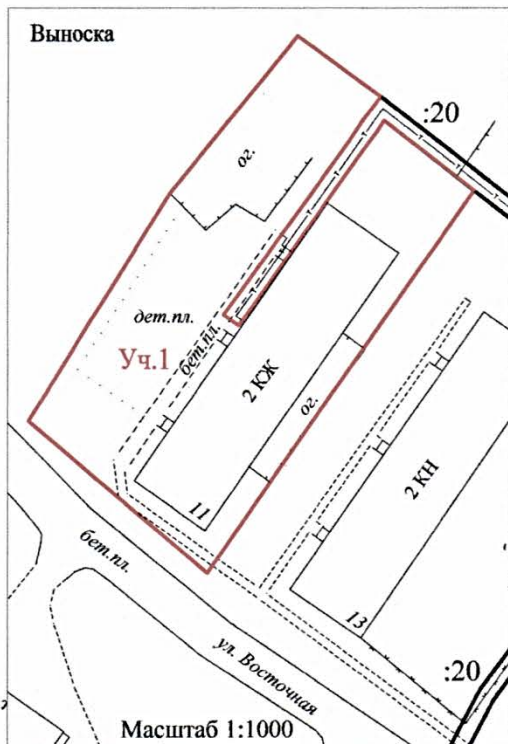 Выноска
:20
ог.
дет.пл.
Уч.1
бет.пл.
2 КЖ
ог.
2 КН
11
бет.пл.
13
ул. Восточная
:20
Масштаб 1:1000